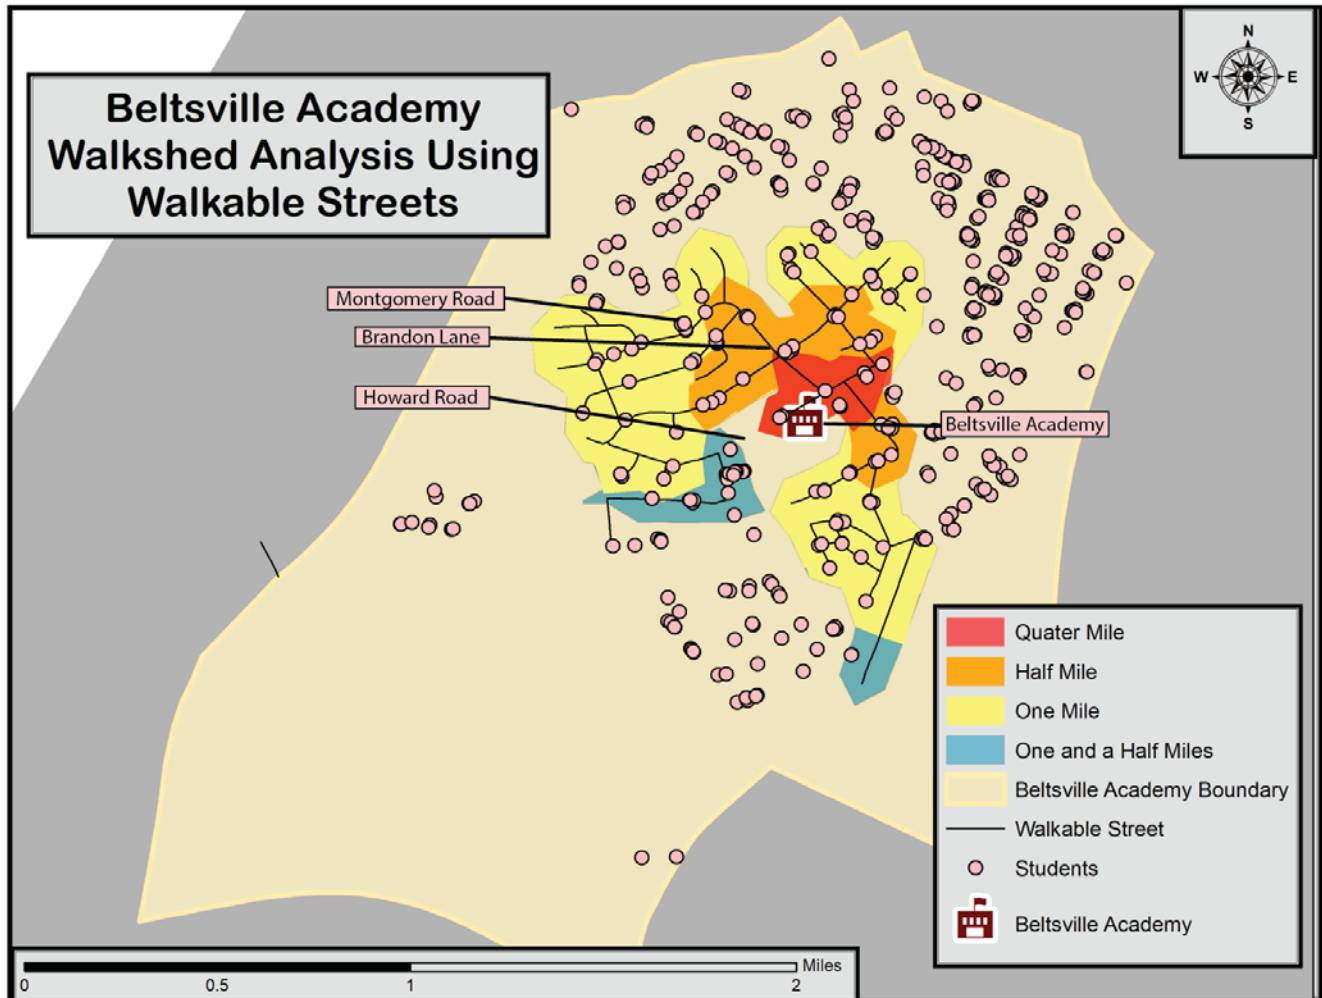 Beltsville Academy
Walkshed Analysis Using
Walkable Streets
N
W
E
S
Montgomery Road
Brandon Lane
Howard Road
Beltsville Academy
Quater Mile
Half Mile
One Mile
One and a Half Miles
Beltsville Academy Boundary
Walkable Street
Students
Beltsville Academy
Miles
0
0.5
1
2